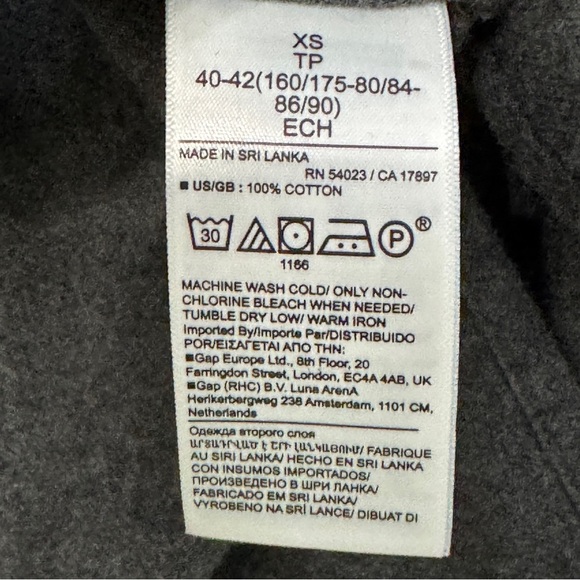 XS
TP
40-42(160/175-80/84-
86/90)
ECH
MADE IN SRI LANKA
RN 54023 / CA 17897
■ US/GB : 100% COTTON
30 P®
1166
MACHINE WASH COLD/ ONLY NON-
CHLORINE BLEACH WHEN NEEDED/
TUMBLE DRY LOW/ WARM IRON
Imported By/Importe Par/DISTRIBUIDO
POR/ΕΙΣΑΓΕΤΑΙ ΑΠΟ ΤΗΝ:
■Gap Europe Ltd., 8th Floor, 20
Farringdon Street, London, EC4A 4AB, UK
■Gap (RHC) B.V. Luna ArenA
Herikerbergweg 238 Amsterdam, 1101 CM,
Netherlands
Одежда второго слоя
ԱՐՏԱԴՐՎԱԾ Է ՇՐԻ ԼԱՆԿԱՅՈՒՄ/ FABRIQUE
AU SIRI LANKA/ HECHO EN SRI LANKA
CON INSUMOS IMPORTADOS/
ПРОИЗВЕДЕНО В ШРИ ЛАНКА/
FABRICADO EM SRI LANKA/
VYROBENO NA SRÍ LANCE/ DIBUAT DI